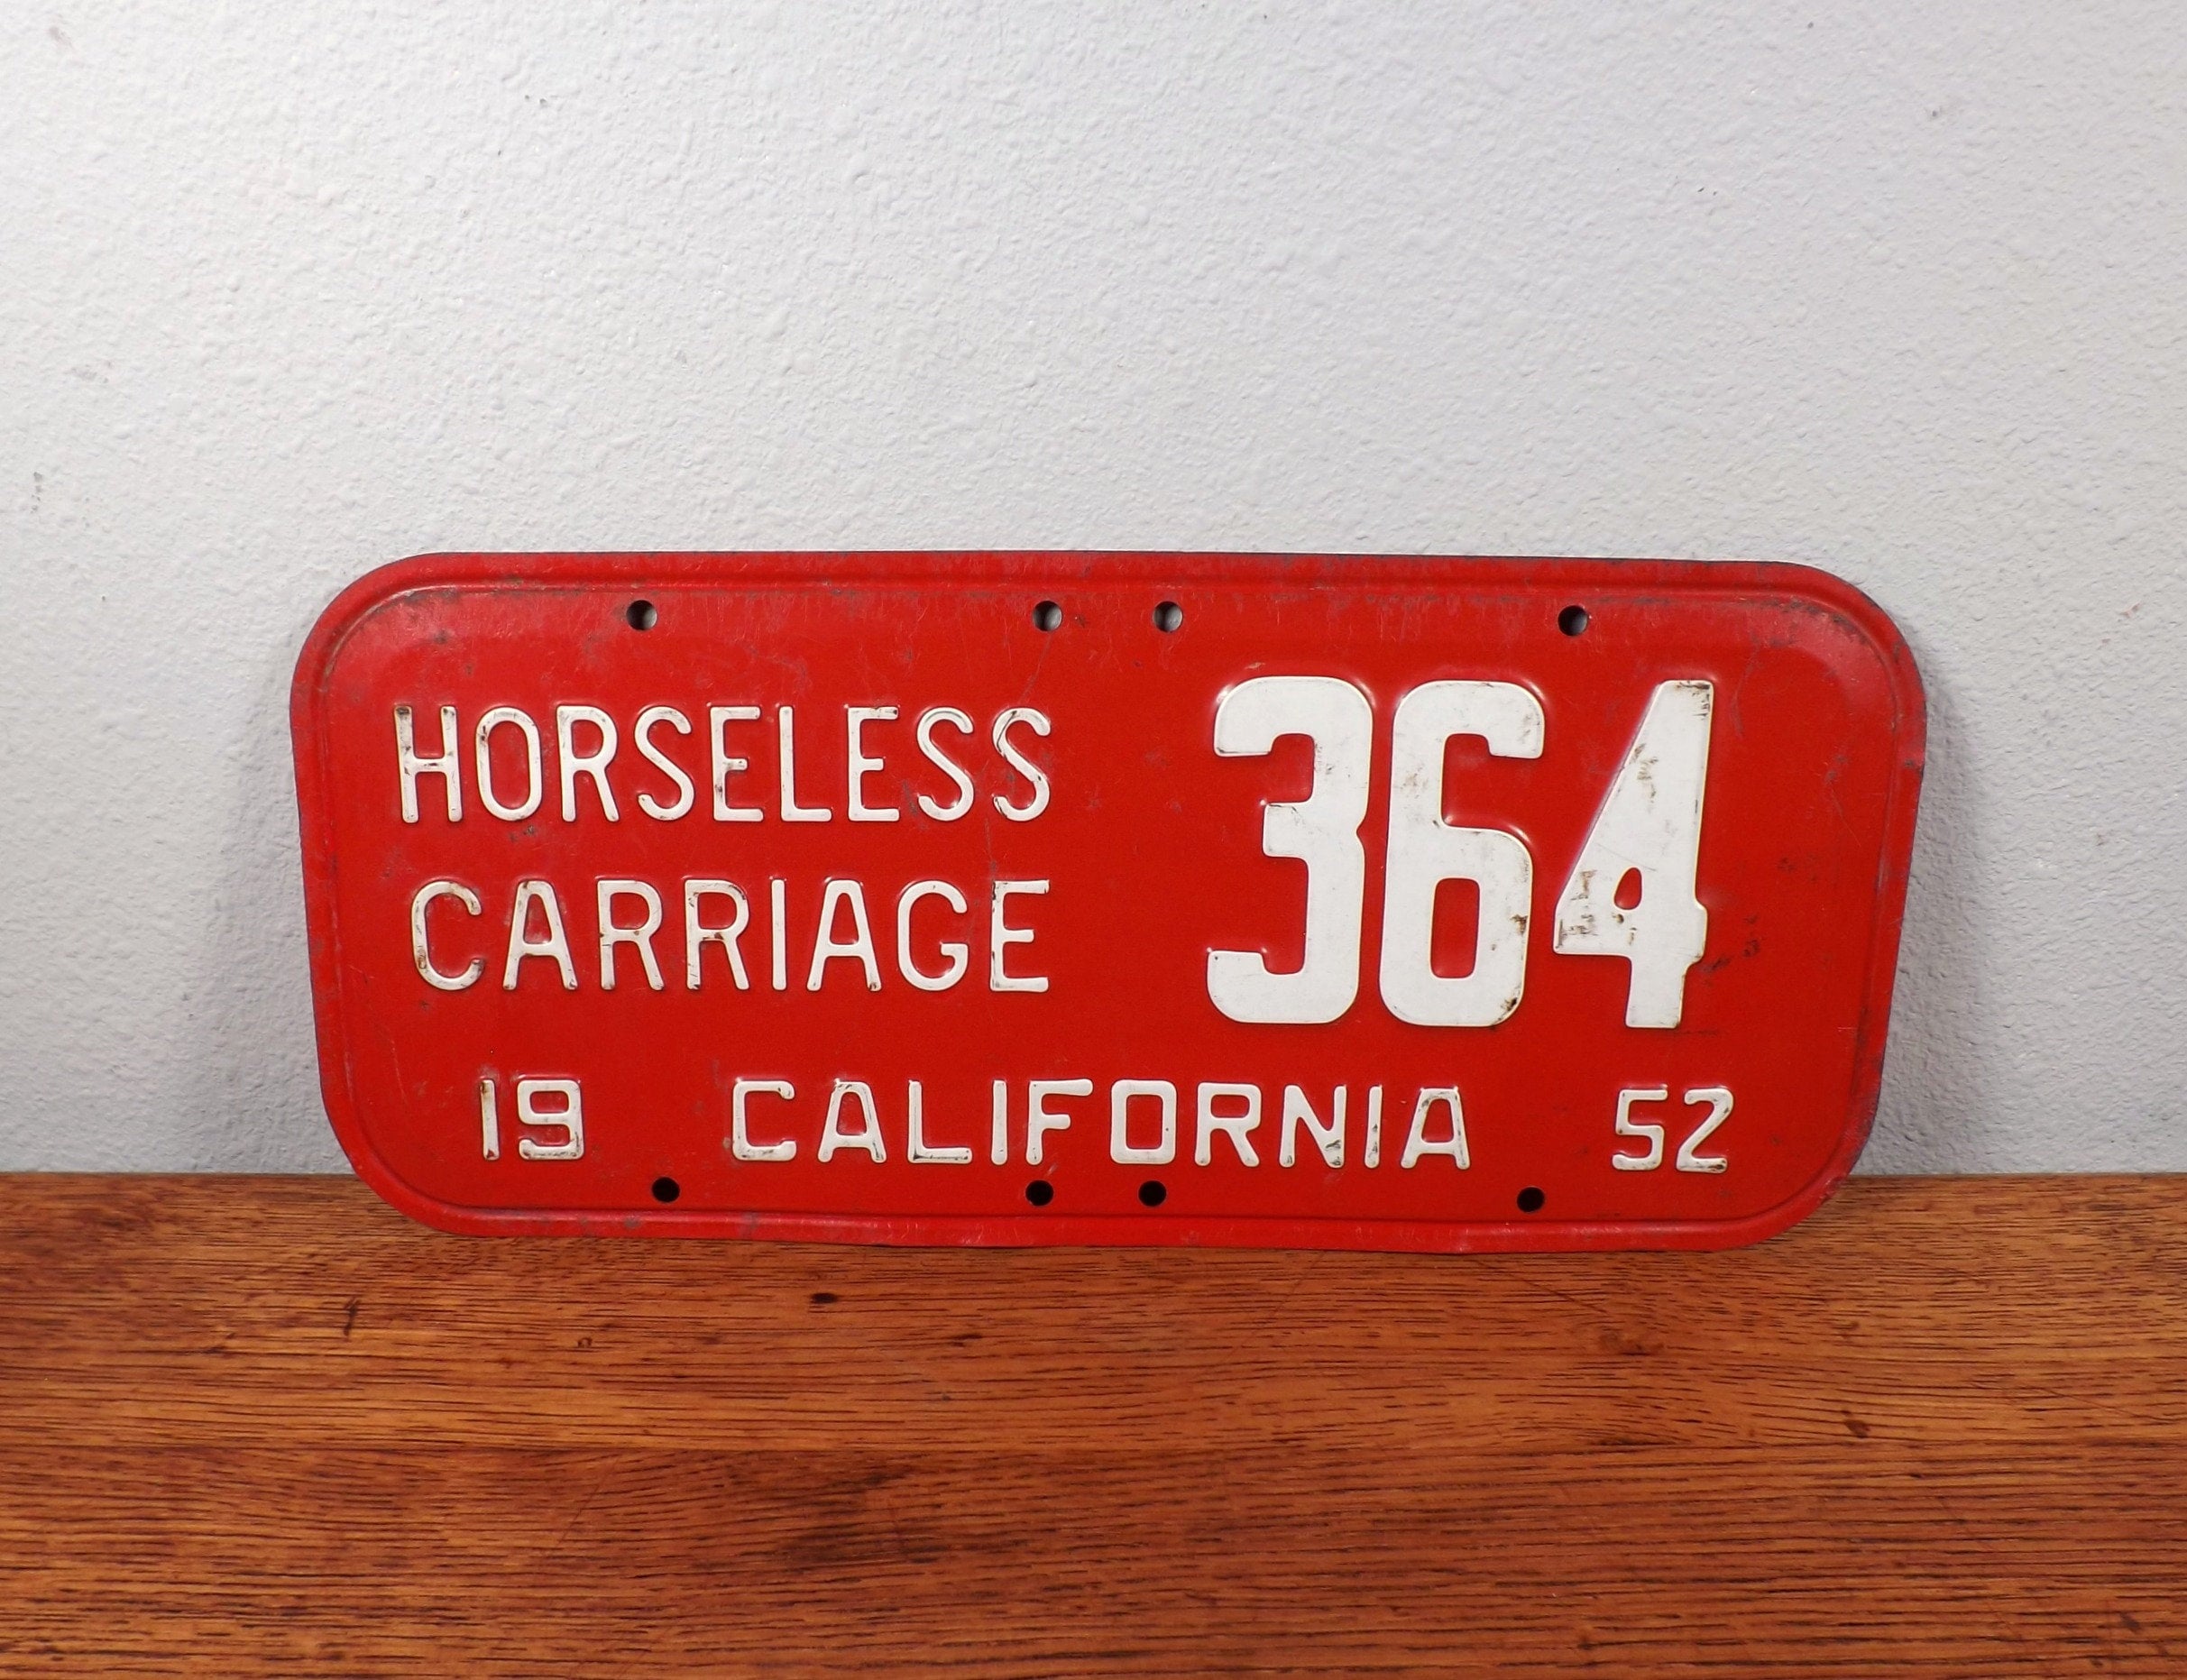 HORSELESS
CARRIAGE
364
19 CALIFORNIA 52